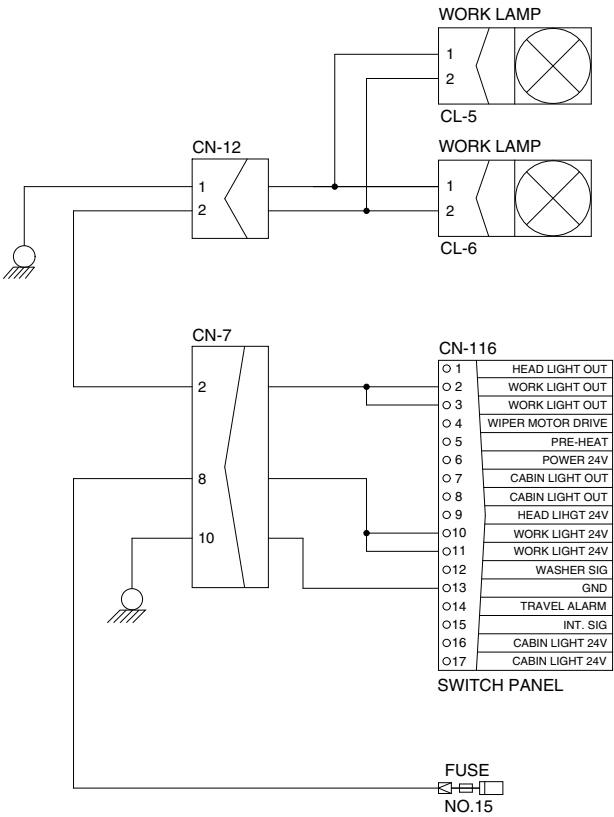 WORK LAMP
1
2
CL-5
WORK LAMP
1
2
CL-6
CN-12
1
2
CN-7
2
8
10
CN-116
1 HEAD LIGHT OUT
2 WORK LIGHT OUT
3 WORK LIGHT OUT
4 WIPER MOTOR DRIVE
5 PRE-HEAT
6 POWER 24V
7 CABIN LIGHT OUT
8 CABIN LIGHT OUT
9 HEAD LIHGT 24V
10 WORK LIGHT 24V
11 WORK LIGHT 24V
12 WASHER SIG
13 GND
14 TRAVEL ALARM
15 INT. SIG
16 CABIN LIGHT 24V
17 CABIN LIGHT 24V
SWITCH PANEL
FUSE
NO.15